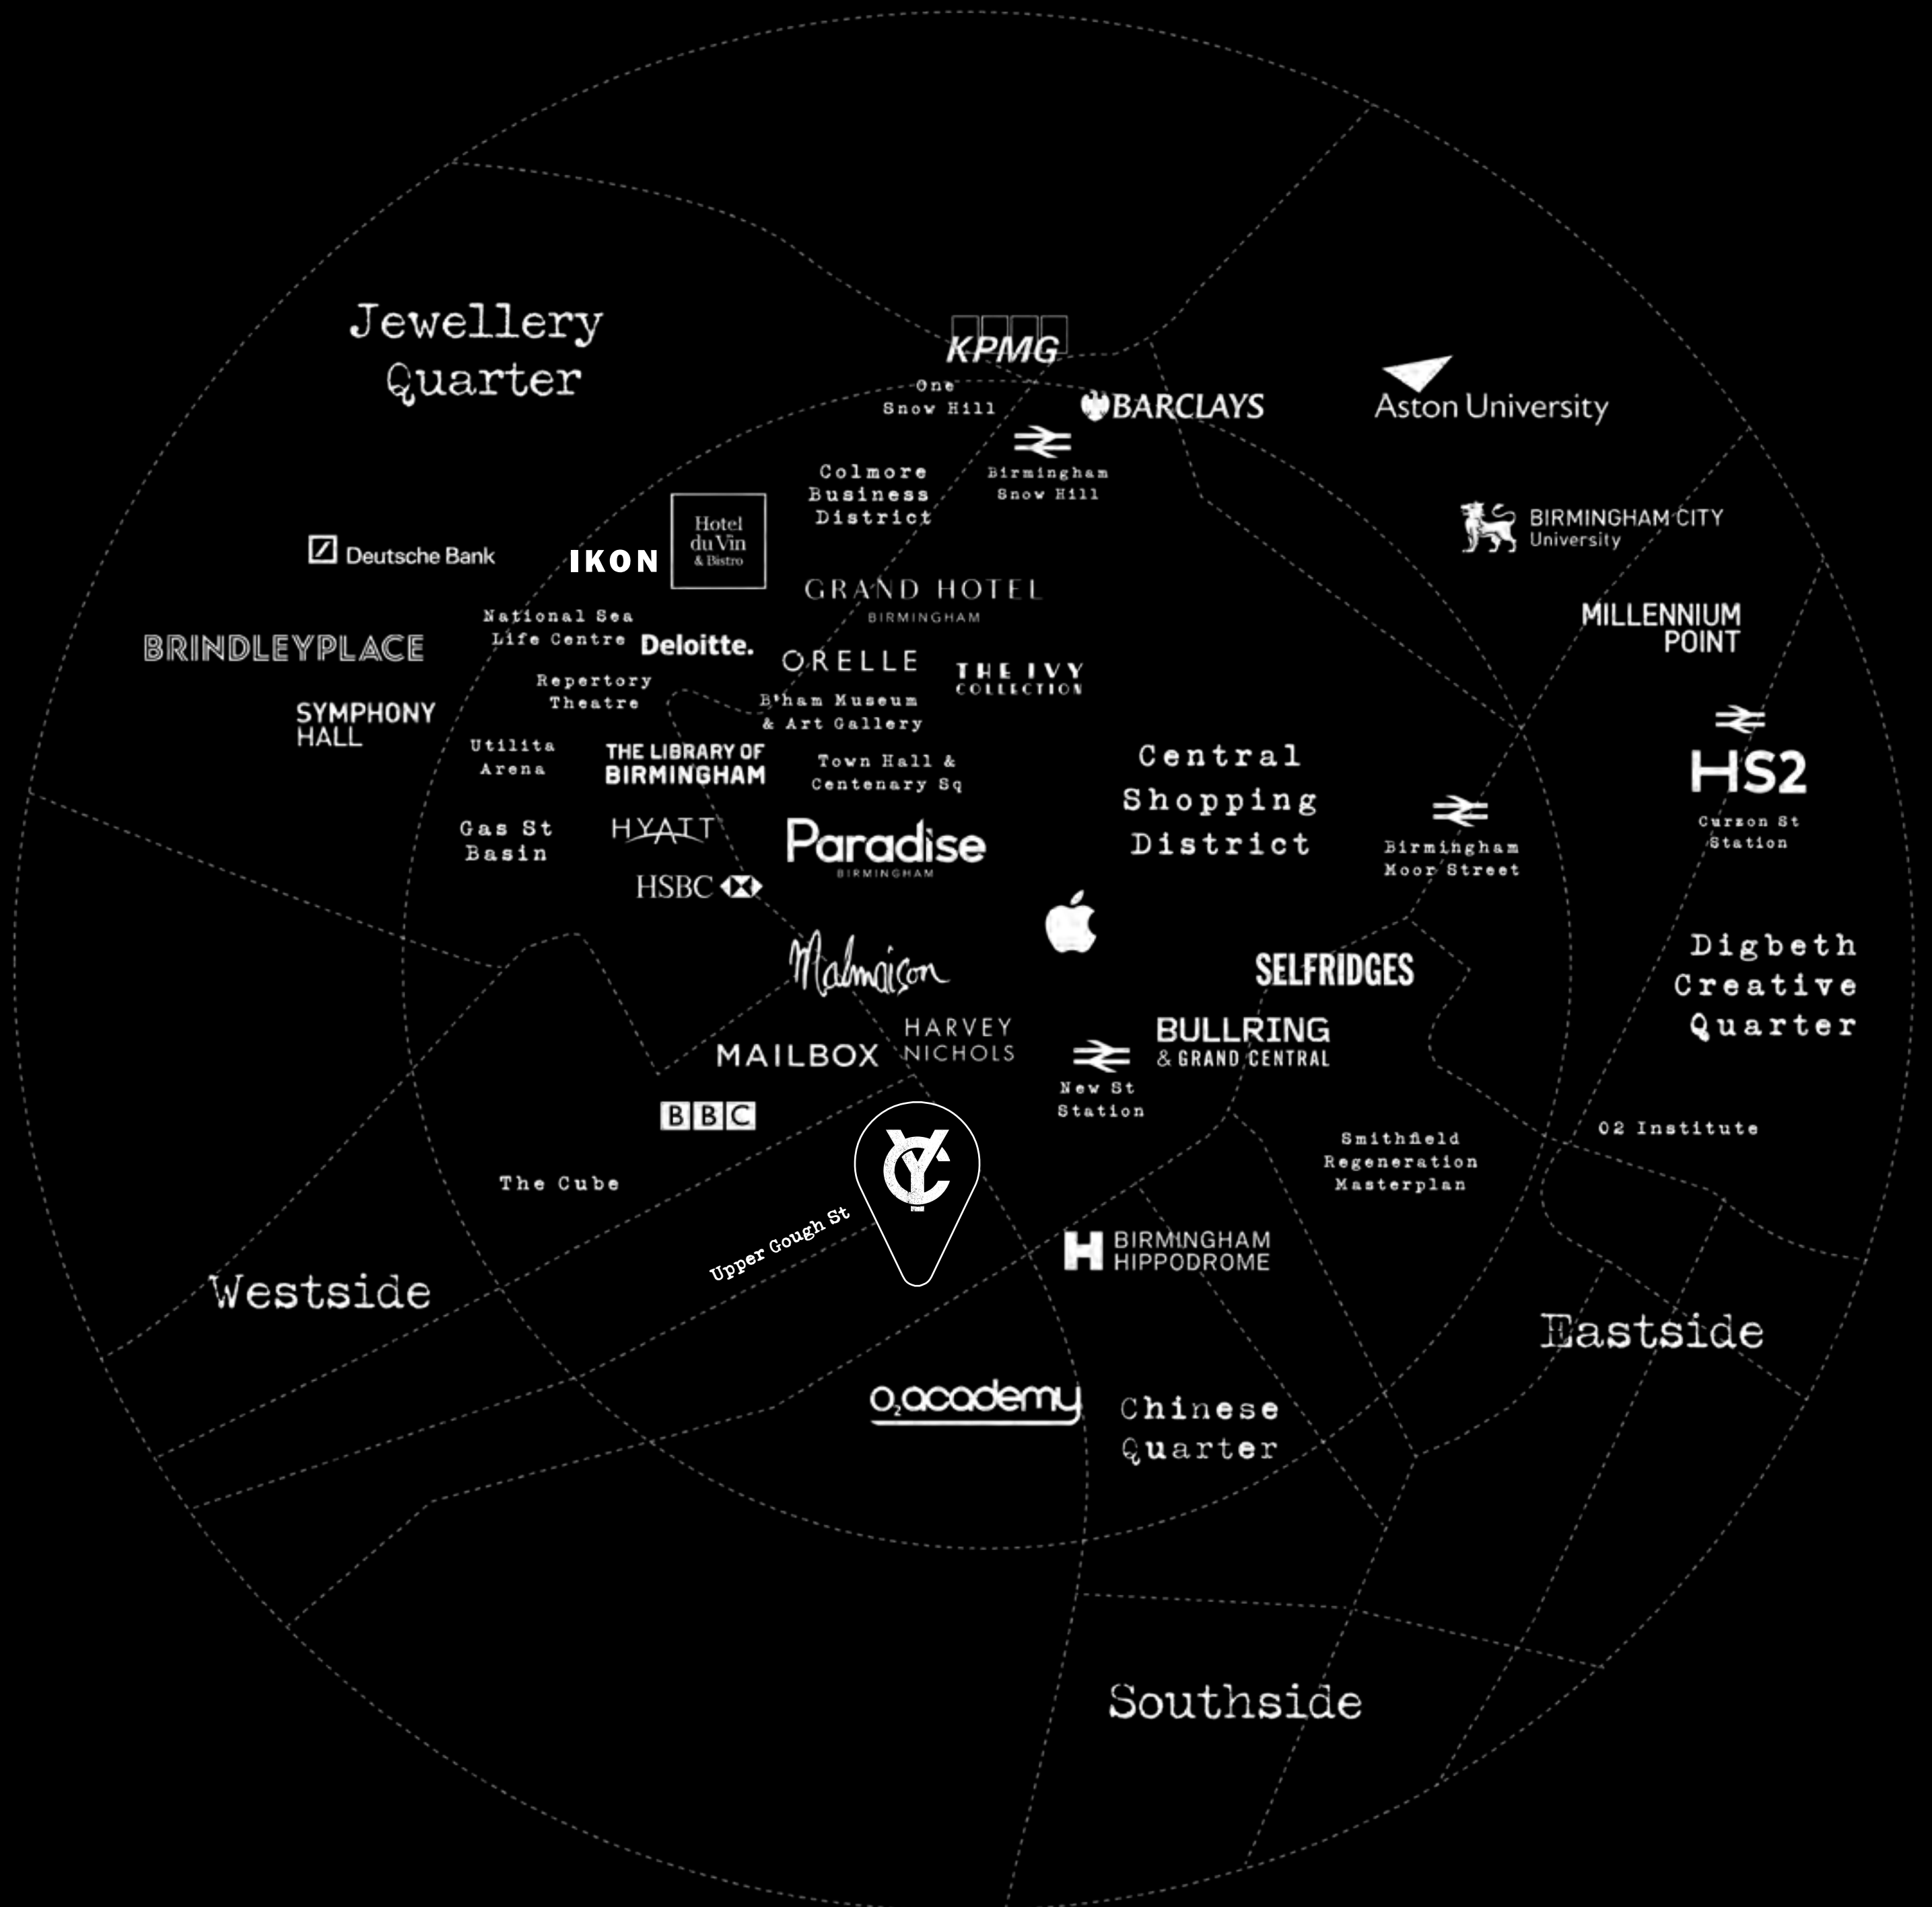 Jewellery
Quarter
KPMG
One
Snow Hill
BARCLAYS
Birmingham
Snow Hill
Aston University
Colmore
Business
District
Hotel
du Vin
& Bistro
IKON
Deutsche Bank
BIRMINGHAM CITY
University
GRAND HOTEL
BIRMINGHAM
National Sea
Life Centre
Deloitte.
BRINDLEYPLACE
MILLENNIUM
POINT
ORELLE
THE IVY
COLLECTION
Repertory
Theatre
B'ham Museum
& Art Gallery
SYMPHONY
HALL
Utilita
Arena
THE LIBRARY OF
BIRMINGHAM
Town Hall &
Centenary Sq
Central
Shopping
District
HS2
Curzon St
Station
Birmingham
Moor Street
Gas St
Basin
HYATT
Paradise
BIRMINGHAM
HSBC
Malmaison
SELFRIDGES
Digbeth
Creative
Quarter
MAILBOX
HARVEY
NICHOLS
BULLRING
& GRAND CENTRAL
New St
Station
BBC
The Cube
YC
Upper Gough St
Smithfield
Regeneration
Masterplan
O2 Institute
BIRMINGHAM
HIPPODROME
Westside
Eastside
O2 academy
Chinese
Quarter
Southside